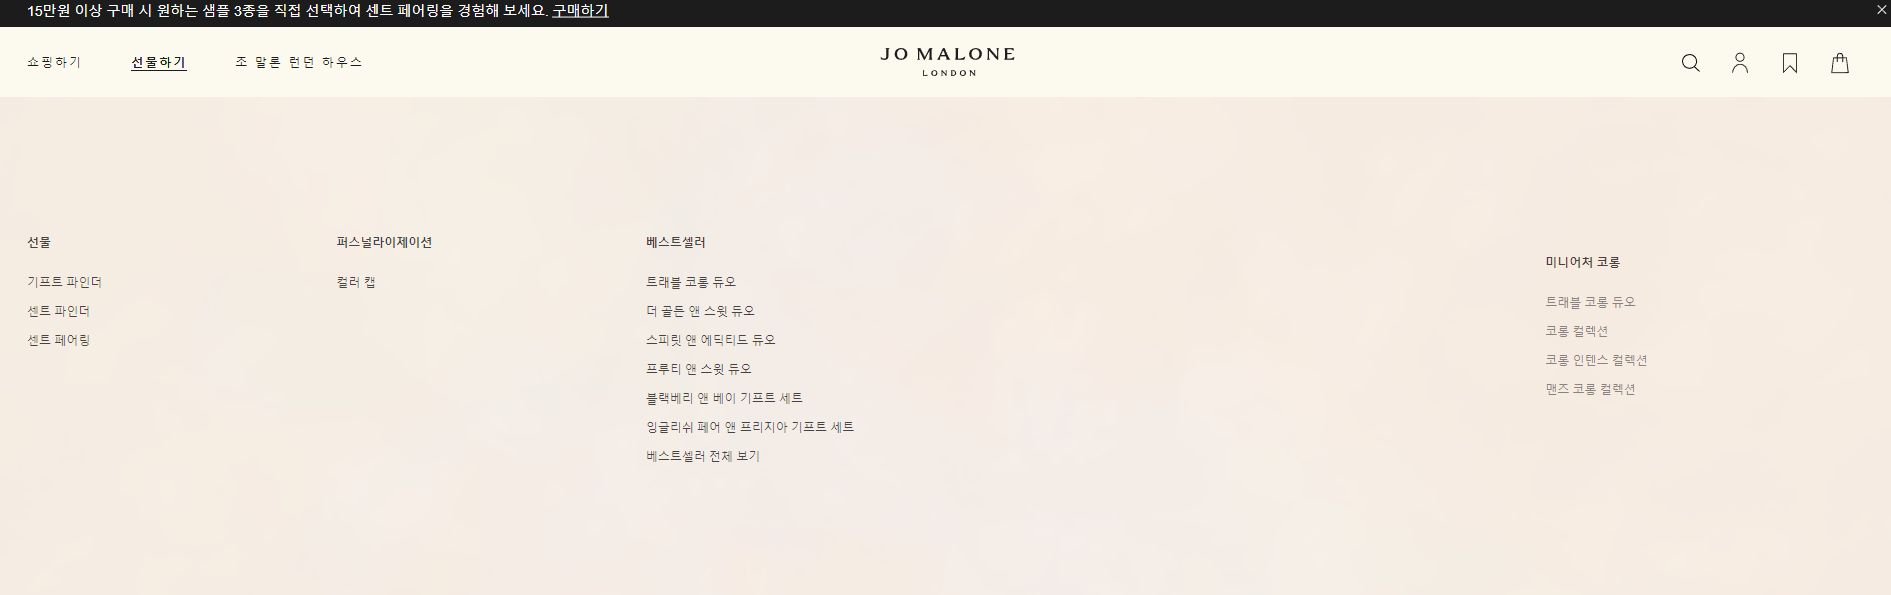 15만원 이상 구매 시 원하는 샘플 3종을 직접 선택하여 센트 페어링을 경험해 보세요. 구매하기
쇼핑하기
선물하기
조 말론 런던 하우스
JO MALONE
LONDON
선물
기프트 파인더
센트 파인더
센트 페어링
퍼스널라이제이션
컬러 캡
베스트셀러
트래블 코롱 듀오
더 골든 앤 스윗 듀오
스피릿 앤 에딕티드 듀오
프루티 앤 스윗 듀오
블랙베리 앤 베이 기프트 세트
잉글리쉬 페어 앤 프리지아 기프트 세트
베스트셀러 전체 보기
미니어처 코롱
트래블 코롱 듀오
코롱 컬렉션
코롱 인텐스 컬렉션
맨즈 코롱 컬렉션